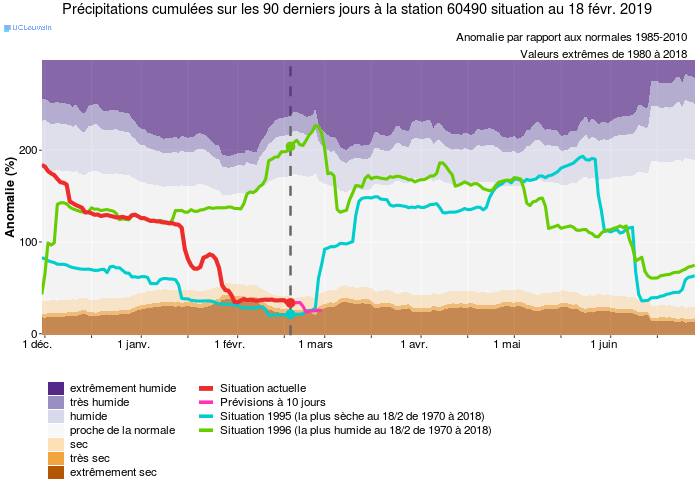 Précipitations cumulées sur les 90 derniers jours à la station 60490 situation au 18 févr. 2019
UCLouvain
Anomalie par rapport aux normales 1985-2010
Valeurs extrêmes de 1980 à 2018
Anomalie (%)
200
100
0
1 déc.
1 janv.
1 févr.
1 mars
1 avr.
1 mai
1 juin
extrêmement humide
très humide
humide
proche de la normale
sec
très sec
extrêmement sec
Situation actuelle
Prévisions à 10 jours
Situation 1995 (la plus sèche au 18/2 de 1970 à 2018)
Situation 1996 (la plus humide au 18/2 de 1970 à 2018)